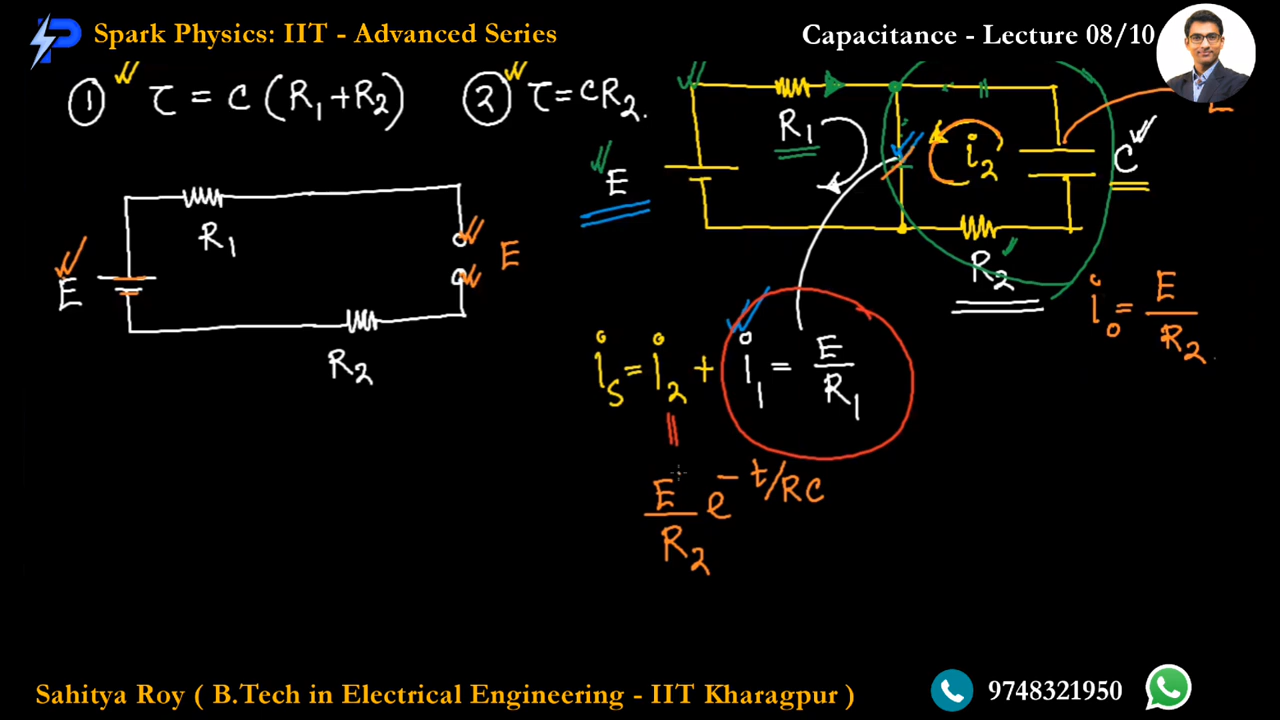 Spark Physics: IIT - Advanced Series
Capacitance - Lecture 08/10
① τ = C (R₁+R₂)
② τ=CR₂.
R₁
i₂
C
E
R₂
R₁
E
E
R₂
i₀ = E/R₂
iₛ = i₂ + i₁ = E/R₁
E/R₂ e^-t/RC
Sahitya Roy ( B.Tech in Electrical Engineering - IIT Kharagpur )
9748321950